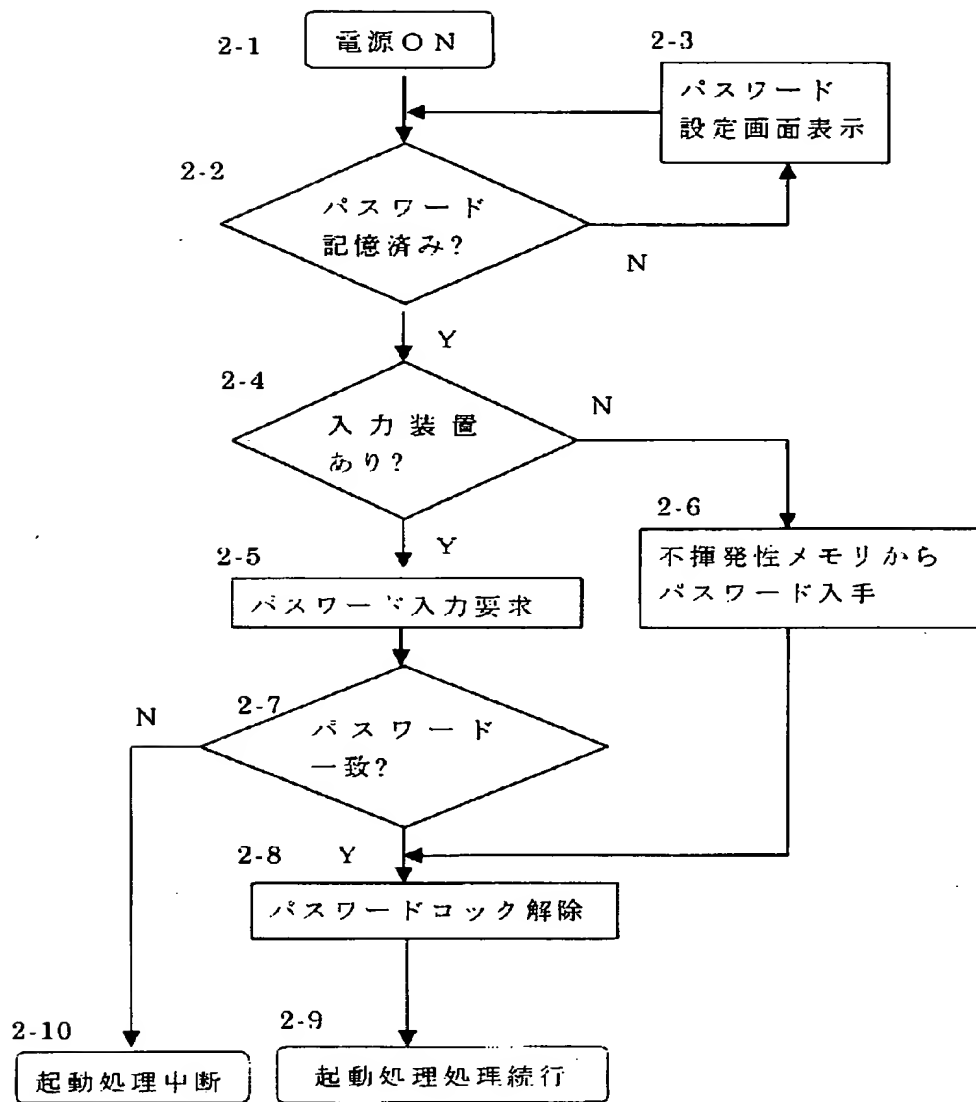 2-1
電源ON
2-3
パスワード
設定画面表示
2-2
パスワード
記憶済み?
N
Y
2-4
入力装置
あり?
N
2-6
不揮発性メモリから
パスワード入手
Y
2-5
パスワード入力要求
2-7
N
パスワード
一致?
2-8
Y
パスワードコック解除
2-9
起動処理処理続行
2-10
起動処理中断